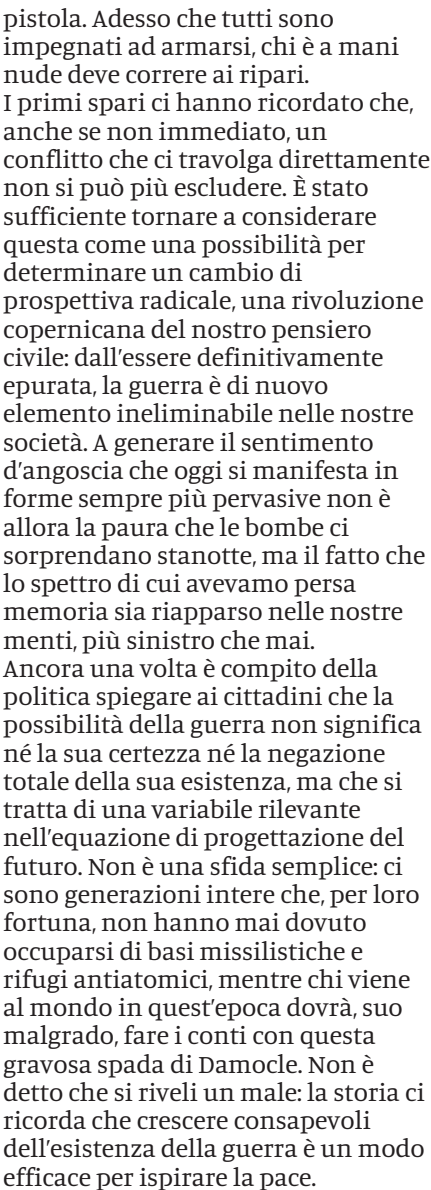 pistola. Adesso che tutti sono
impegnati ad armarsi, chi è a mani
nude deve correre ai ripari.
I primi spari ci hanno ricordato che,
anche se non immediato, un
conflitto che ci travolga direttamente
non si può più escludere. È stato
sufficiente tornare a considerare
questa come una possibilità per
determinare un cambio di
prospettiva radicale, una rivoluzione
copernicana del nostro pensiero
civile: dall’essere definitivamente
epurata, la guerra è di nuovo
elemento ineliminabile nelle nostre
società. A generare il sentimento
d’angoscia che oggi si manifesta in
forme sempre più pervasive non è
allora la paura che le bombe ci
sorprendano stanotte, ma il fatto che
lo spettro di cui avevamo persa
memoria sia riapparso nelle nostre
menti, più sinistro che mai.
Ancora una volta è compito della
politica spiegare ai cittadini che la
possibilità della guerra non significa
né la sua certezza né la negazione
totale della sua esistenza, ma che si
tratta di una variabile rilevante
nell’equazione di progettazione del
futuro. Non è una sfida semplice: ci
sono generazioni intere che, per loro
fortuna, non hanno mai dovuto
occuparsi di basi missilistiche e
rifugi antiatomici, mentre chi viene
al mondo in quest’epoca dovrà, suo
malgrado, fare i conti con questa
gravosa spada di Damocle. Non è
detto che si riveli un male: la storia ci
ricorda che crescere consapevoli
dell’esistenza della guerra è un modo
efficace per ispirare la pace.